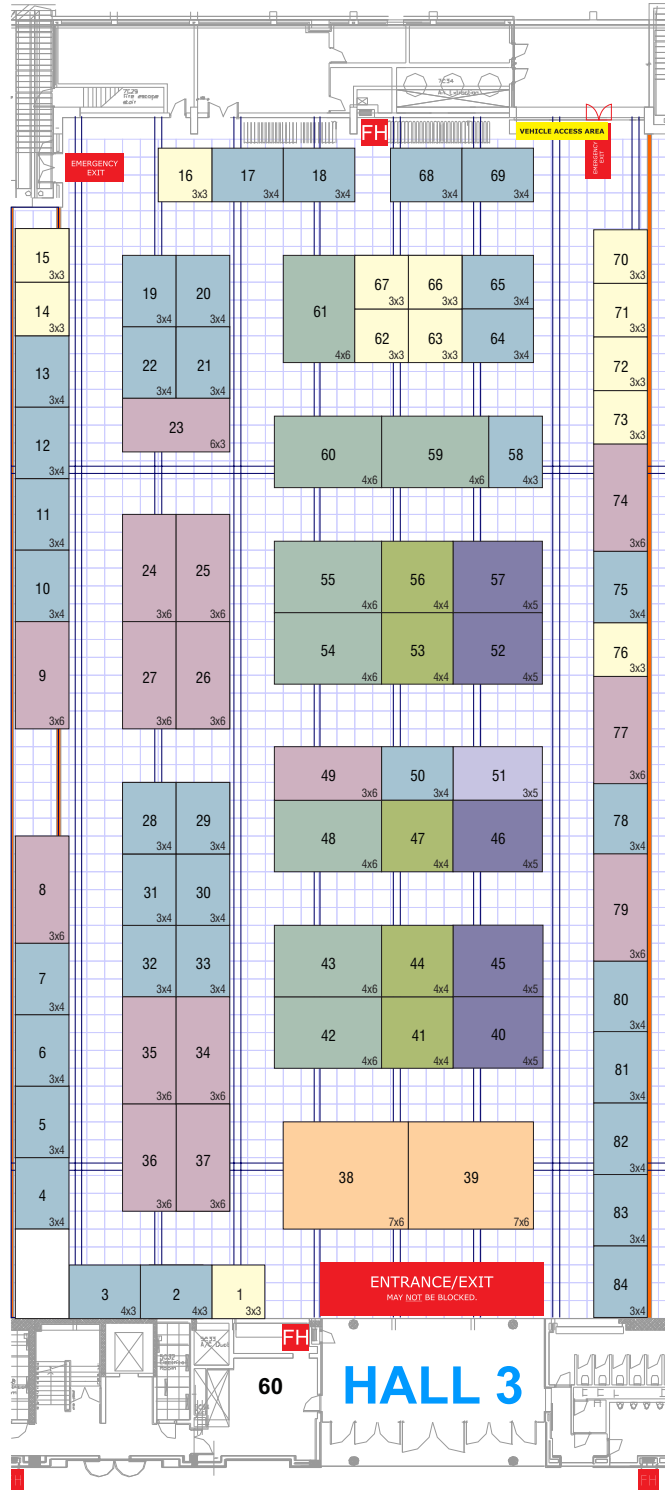 7C29
Fire escape
stair
7C34
FH
VEHICLE ACCESS AREA
EMERGENCY
EXIT
EMERGENCY
EXIT
16
3x3
17
3x4
18
3x4
68
3x4
69
3x4
15
3x3
14
3x3
13
3x4
12
3x4
11
3x4
10
3x4
9
3x6
8
3x6
7
3x4
6
3x4
5
3x4
4
3x4
19
3x4
20
3x4
22
3x4
21
3x4
23
6x3
24
3x6
25
3x6
27
3x6
26
3x6
28
3x4
29
3x4
31
3x4
30
3x4
32
3x4
33
3x4
35
3x6
34
3x6
36
3x6
37
3x6
61
4x6
67
3x3
66
3x3
65
3x4
62
3x3
63
3x3
64
3x4
60
4x6
59
4x6
58
4x3
55
4x6
56
4x4
57
4x5
54
4x6
53
4x4
52
4x5
49
3x6
50
3x4
51
3x5
48
4x6
47
4x4
46
4x5
43
4x6
44
4x4
45
4x5
42
4x6
41
4x4
40
4x5
38
7x6
39
7x6
70
3x3
71
3x3
72
3x3
73
3x3
74
3x6
75
3x4
76
3x3
77
3x6
78
3x4
79
3x6
80
3x4
81
3x4
82
3x4
83
3x4
84
3x4
3
4x3
2
4x3
1
3x3
ENTRANCE/EXIT
MAY NOT BE BLOCKED.
FH
A/C Duct
60
HALL 3
H
FH